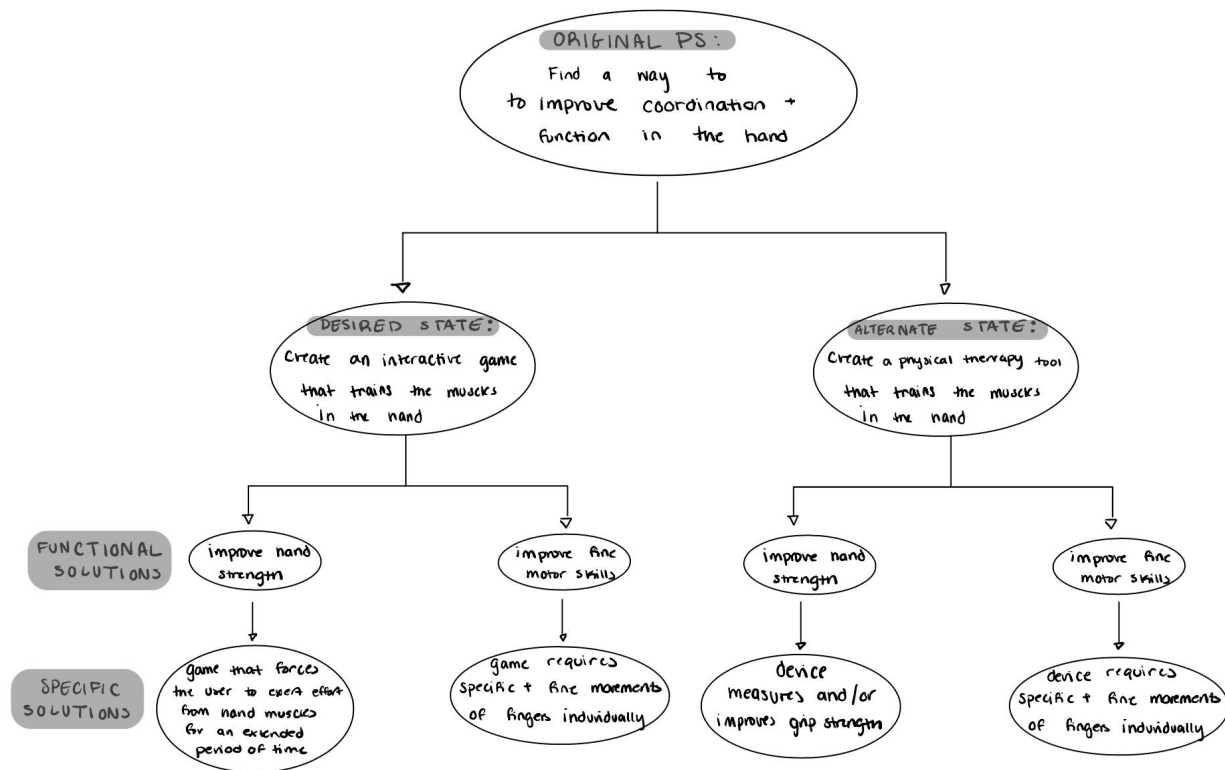 ORIGINAL PS:
Find a way to
to improve coordination +
function in the hand
DESIRED STATE:
Create an interactive game
that trains the muscles
in the hand
ALTERNATE STATE:
Create a physical therapy tool
that trains the muscles
in the hand
FUNCTIONAL
SOLUTIONS
improve hand
strength
improve fine
motor skills
improve hand
strength
improve fine
motor skills
SPECIFIC
SOLUTIONS
game that forces
the user to exert effort
from hand muscles
for an extended
period of time
game requires
specific + fine movements
of fingers individually
device
measures and/or
improves grip strength
device requires
specific + fine movements
of fingers individually